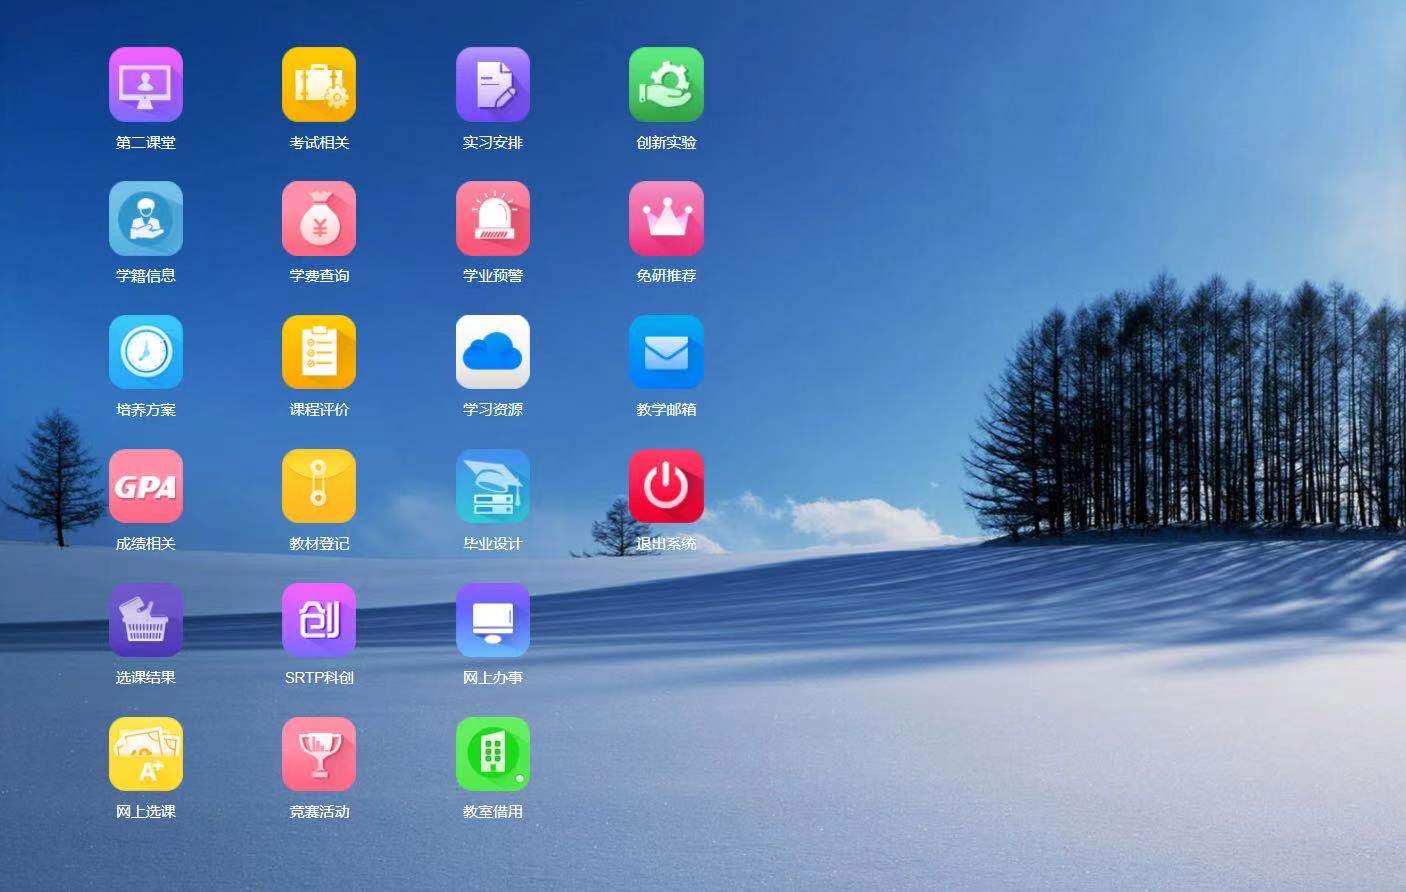 第二课堂
考试相关
实习安排
创新实验
学籍信息
¥
学费查询
学业预警
免研推荐
培养方案
课程评价
学习资源
教学邮箱
GPA
成绩相关
教材登记
毕业设计
退出系统
选课结果
创
SRTP科创
网上办事
A+
网上选课
竞赛活动
教室借用